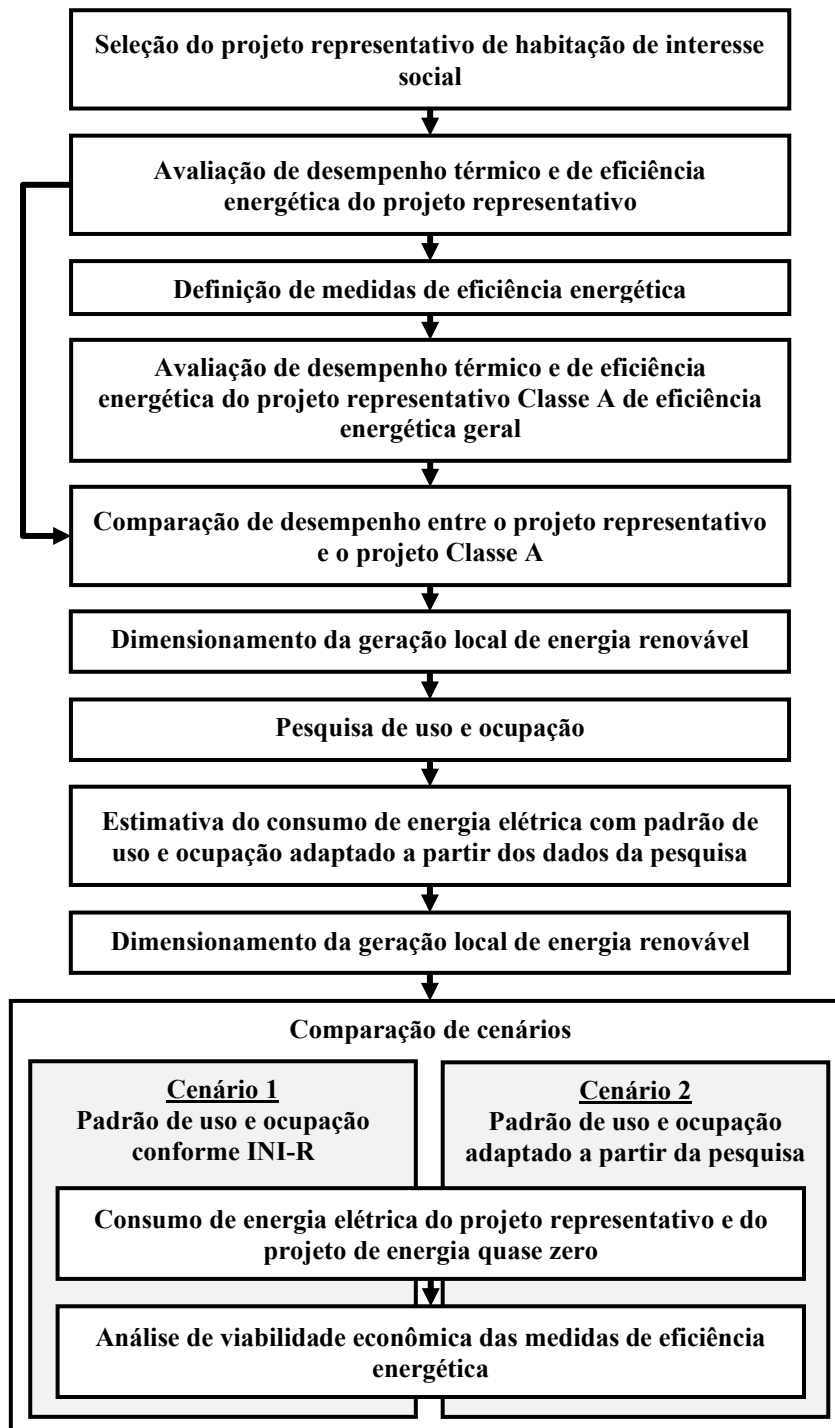 Seleção do projeto representativo de habitação de interesse
social
Avaliação de desempenho térmico e de eficiência
energética do projeto representativo
Definição de medidas de eficiência energética
Avaliação de desempenho térmico e de eficiência
energética do projeto representativo Classe A de eficiência
energética geral
Comparação de desempenho entre o projeto representativo
e o projeto Classe A
Dimensionamento da geração local de energia renovável
Pesquisa de uso e ocupação
Estimativa do consumo de energia elétrica com padrão de
uso e ocupação adaptado a partir dos dados da pesquisa
Dimensionamento da geração local de energia renovável
Comparação de cenários
Cenário 1
Padrão de uso e ocupação
conforme INI-R
Cenário 2
Padrão de uso e ocupação
adaptado a partir da pesquisa
Consumo de energia elétrica do projeto representativo e do
projeto de energia quase zero
Análise de viabilidade econômica das medidas de eficiência
energética